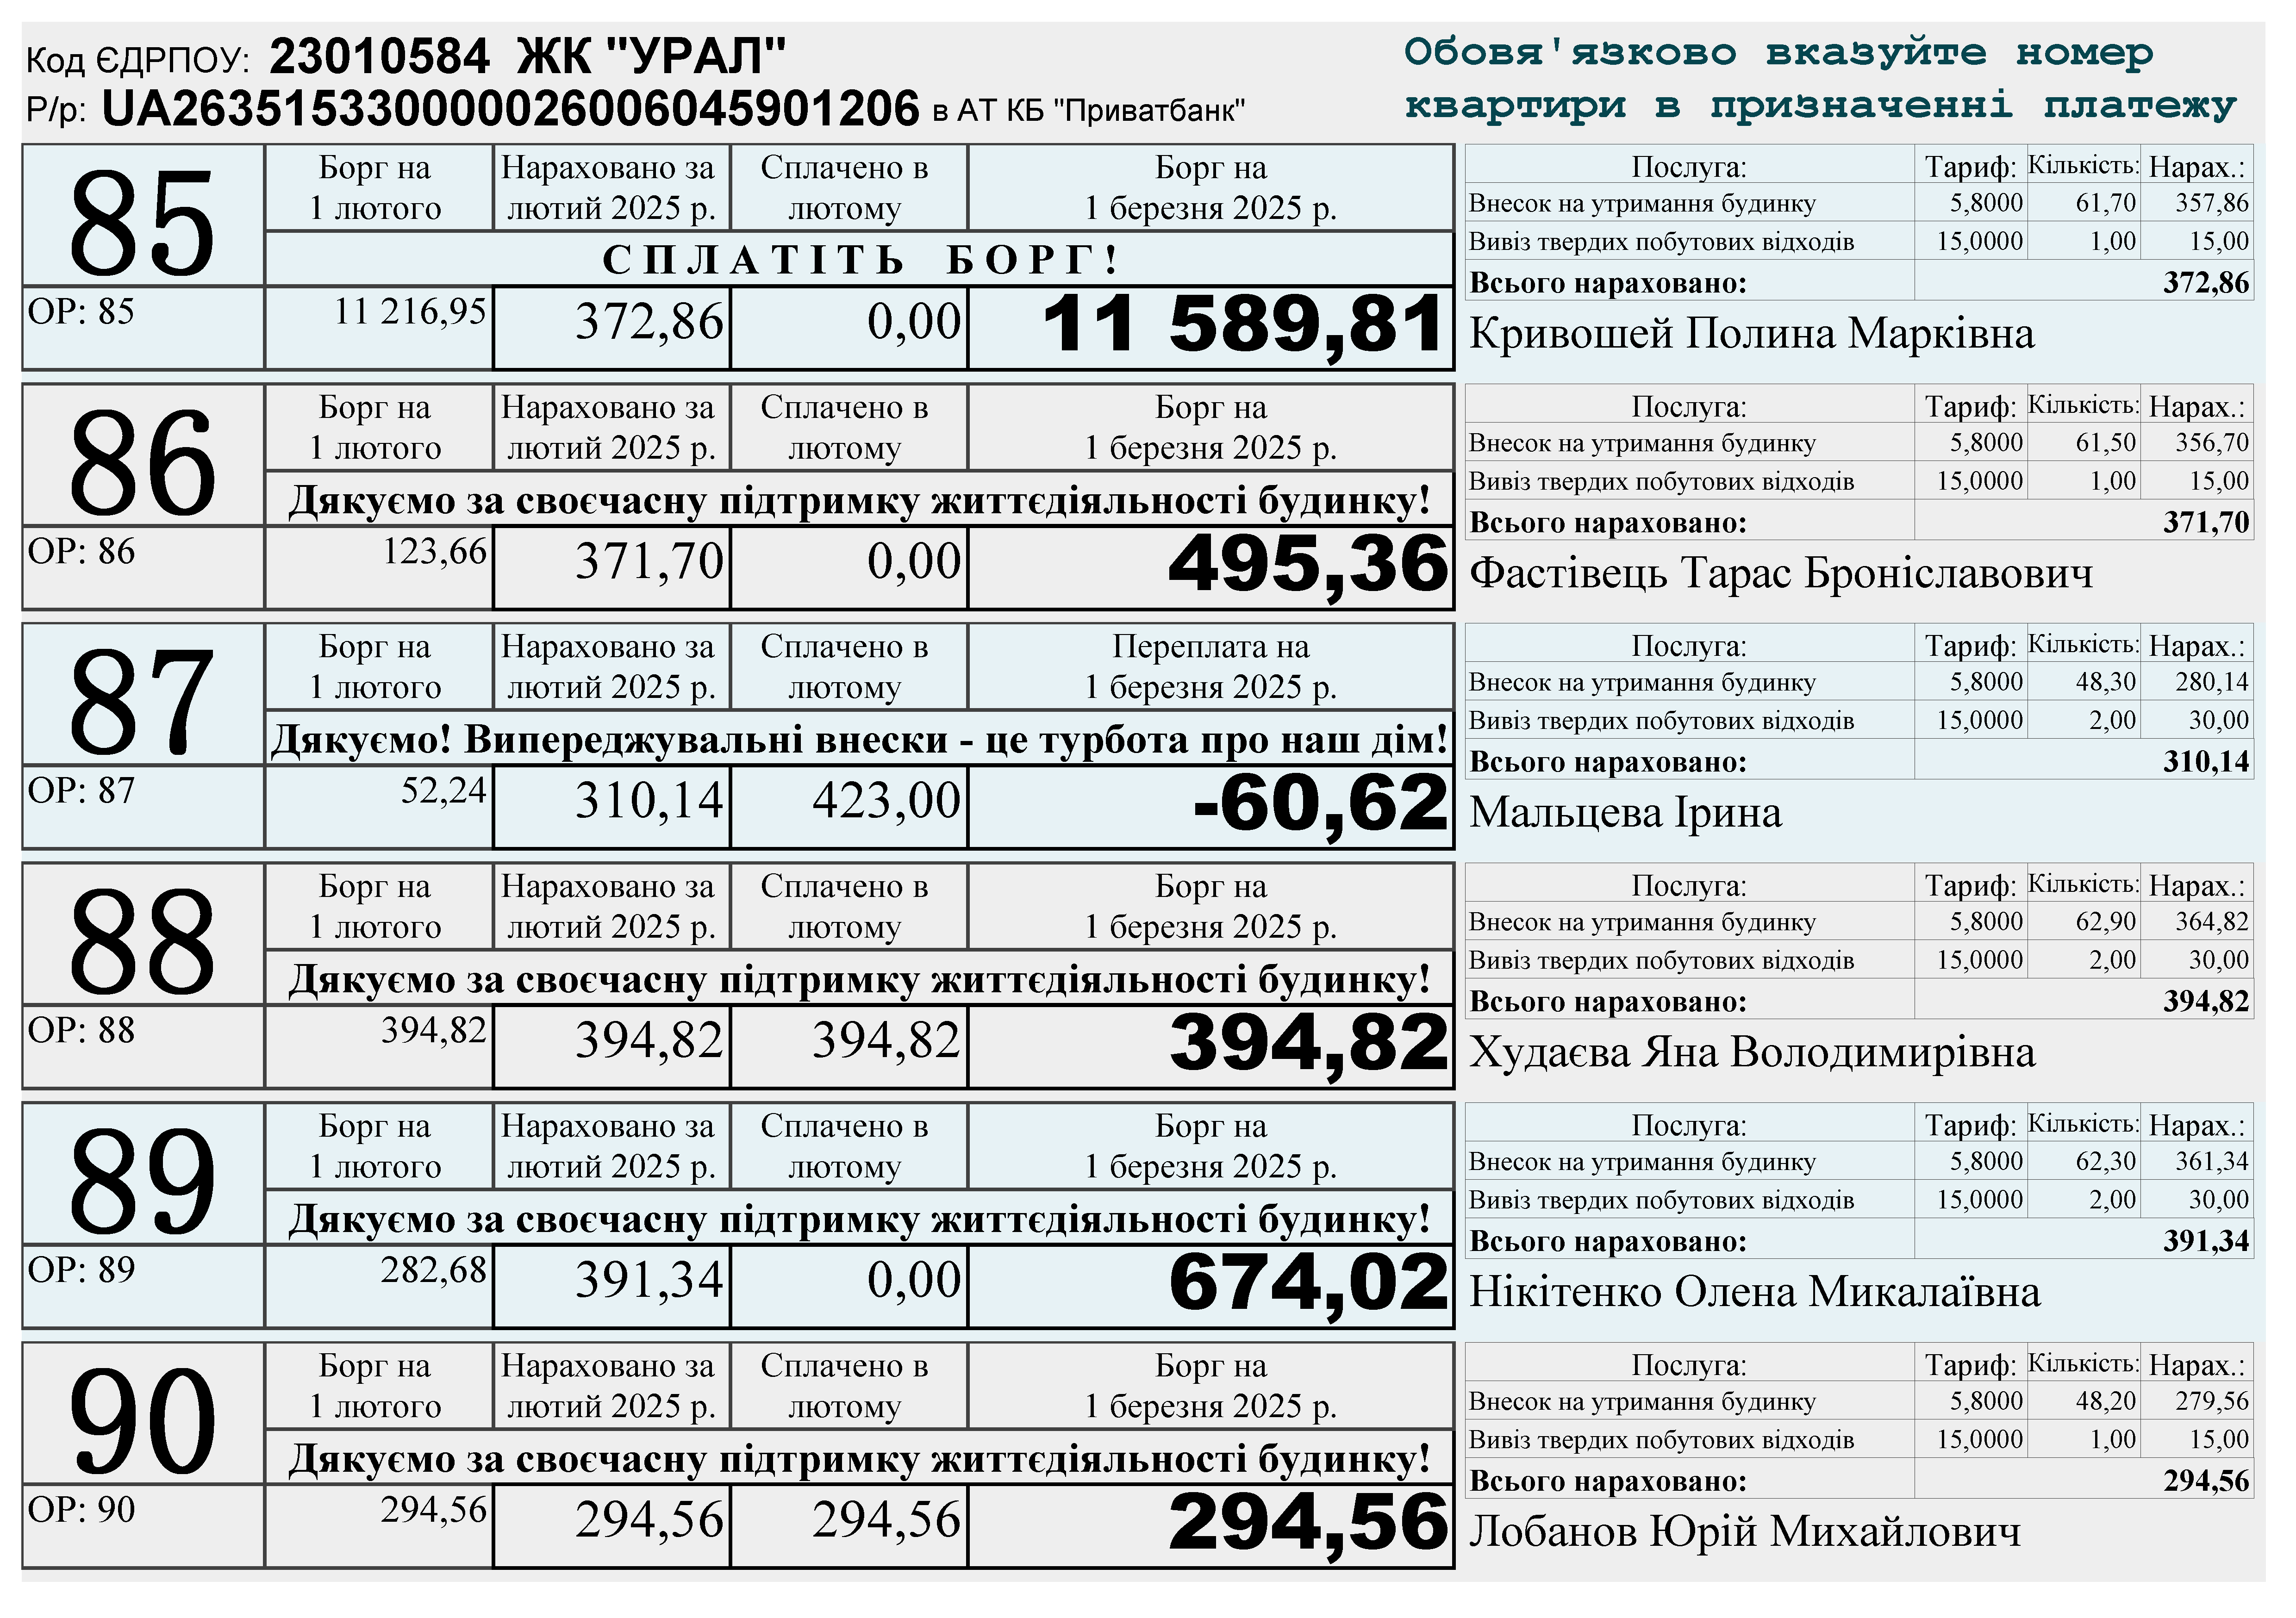 Код ЄДРПОУ: 23010584 ЖК "УРАЛ"
Р/р: UA263515330000026006045901206 в АТ КБ "Приватбанк"
Обовя'язково вказуйте номер
квартири в призначенні платежу
85
Борг на 1 лютого
Нараховано за лютий 2025 р.
Сплачено в лютому
Борг на 1 березня 2025 р.
СПЛАТІТЬ БОРГ!
ОР: 85 11 216,95 372,86 0,00 11 589,81
Послуга: Тариф: Кількість: Нарах.:
Внесок на утримання будинку 5,8000 61,70 357,86
Вивіз твердих побутових відходів 15,0000 1,00 15,00
Всього нараховано: 372,86
Кривошей Полина Марківна
86
Борг на 1 лютого
Нараховано за лютий 2025 р.
Сплачено в лютому
Борг на 1 березня 2025 р.
Дякуємо за своєчасну підтримку життєдіяльності будинку!
ОР: 86 123,66 371,70 0,00 495,36
Послуга: Тариф: Кількість: Нарах.:
Внесок на утримання будинку 5,8000 61,50 356,70
Вивіз твердих побутових відходів 15,0000 1,00 15,00
Всього нараховано: 371,70
Фастівець Тарас Броніславович
87
Борг на 1 лютого
Нараховано за лютий 2025 р.
Сплачено в лютому
Переплата на 1 березня 2025 р.
Дякуємо! Випереджувальні внески - це турбота про наш дім!
ОР: 87 52,24 310,14 423,00 -60,62
Послуга: Тариф: Кількість: Нарах.:
Внесок на утримання будинку 5,8000 48,30 280,14
Вивіз твердих побутових відходів 15,0000 2,00 30,00
Всього нараховано: 310,14
Мальцева Ірина
88
Борг на 1 лютого
Нараховано за лютий 2025 р.
Сплачено в лютому
Борг на 1 березня 2025 р.
Дякуємо за своєчасну підтримку життєдіяльності будинку!
ОР: 88 394,82 394,82 394,82 394,82
Послуга: Тариф: Кількість: Нарах.:
Внесок на утримання будинку 5,8000 62,90 364,82
Вивіз твердих побутових відходів 15,0000 2,00 30,00
Всього нараховано: 394,82
Худаєва Яна Володимирівна
89
Борг на 1 лютого
Нараховано за лютий 2025 р.
Сплачено в лютому
Борг на 1 березня 2025 р.
Дякуємо за своєчасну підтримку життєдіяльності будинку!
ОР: 89 282,68 391,34 0,00 674,02
Послуга: Тариф: Кількість: Нарах.:
Внесок на утримання будинку 5,8000 62,30 361,34
Вивіз твердих побутових відходів 15,0000 2,00 30,00
Всього нараховано: 391,34
Нікітенко Олена Микалаївна
90
Борг на 1 лютого
Нараховано за лютий 2025 р.
Сплачено в лютому
Борг на 1 березня 2025 р.
Дякуємо за своєчасну підтримку життєдіяльності будинку!
ОР: 90 294,56 294,56 294,56 294,56
Послуга: Тариф: Кількість: Нарах.:
Внесок на утримання будинку 5,8000 48,20 279,56
Вивіз твердих побутових відходів 15,0000 1,00 15,00
Всього нараховано: 294,56
Лобанов Юрій Михайлович